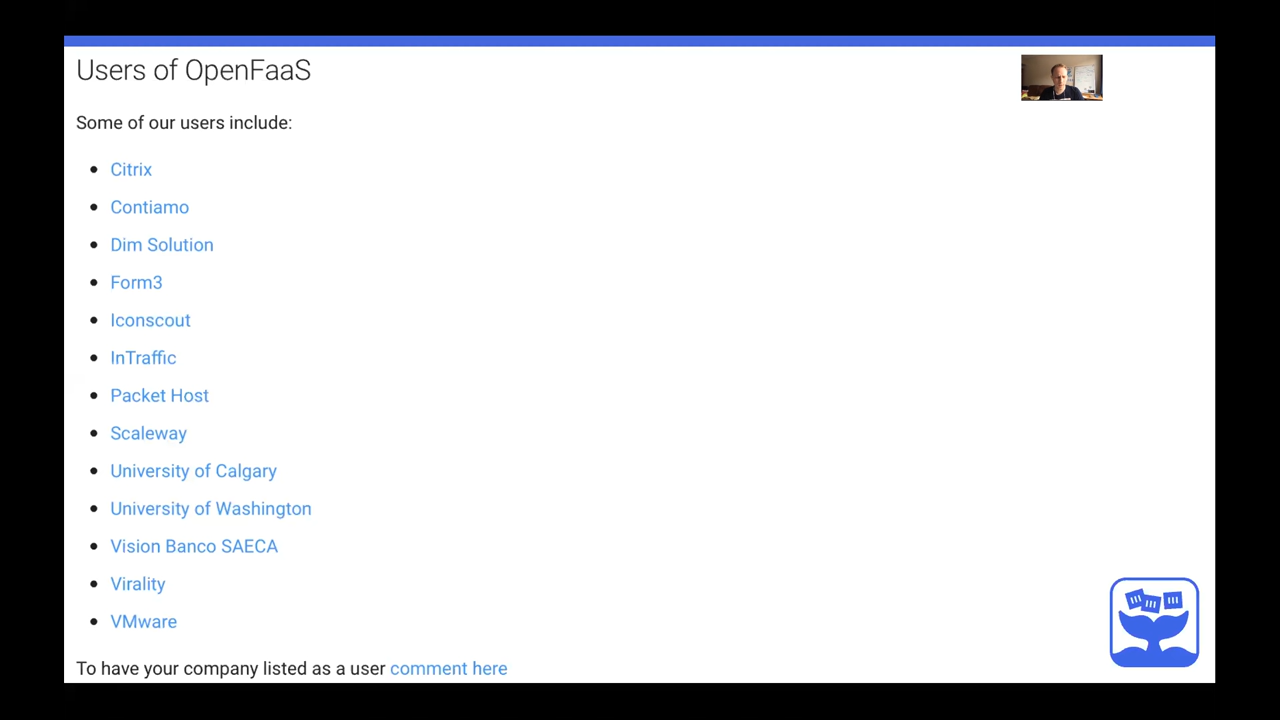 Users of OpenFaaS
Some of our users include:
Citrix
Contiamo
Dim Solution
Form3
Iconscout
InTraffic
Packet Host
Scaleway
University of Calgary
University of Washington
Vision Banco SAECA
Virality
VMware
To have your company listed as a user comment here